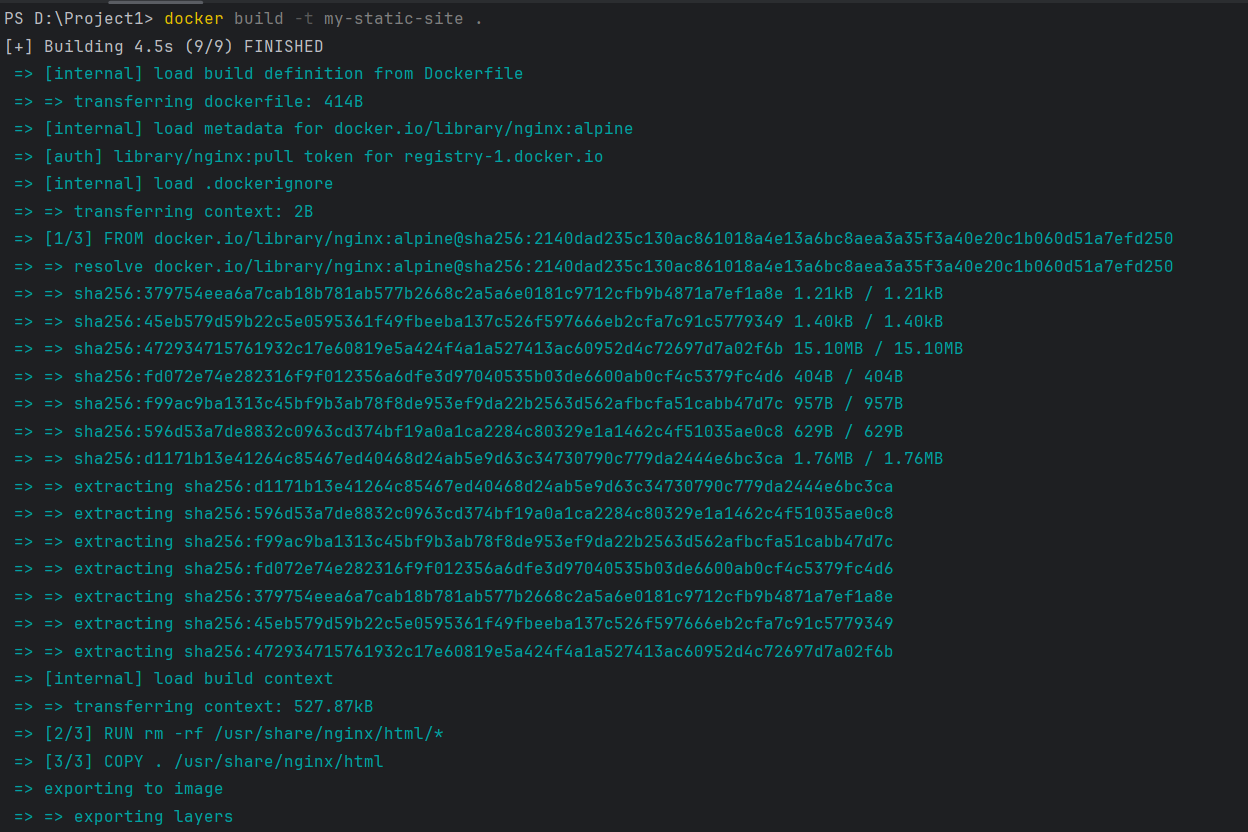 PS D:\Project1> docker build -t my-static-site .
[+] Building 4.5s (9/9) FINISHED
=> [internal] load build definition from Dockerfile
=> => transferring dockerfile: 414B
=> [internal] load metadata for docker.io/library/nginx:alpine
=> [auth] library/nginx:pull token for registry-1.docker.io
=> [internal] load .dockerignore
=> => transferring context: 2B
=> [1/3] FROM docker.io/library/nginx:alpine@sha256:2140dad235c130ac861018a4e13a6bc8aea3a35f3a40e20c1b060d51a7efd250
=> => resolve docker.io/library/nginx:alpine@sha256:2140dad235c130ac861018a4e13a6bc8aea3a35f3a40e20c1b060d51a7efd250
=> => sha256:379754eea6a7cab18b781ab577b2668c2a5a6e0181c9712cfb9b4871a7ef1a8e 1.21kB / 1.21kB
=> => sha256:45eb579d59b22c5e0595361f49fbeeba137c526f597666eb2cfa7c91c5779349 1.40kB / 1.40kB
=> => sha256:472934715761932c17e60819e5a424f4a1a527413ac60952d4c72697d7a02f6b 15.10MB / 15.10MB
=> => sha256:fd072e74e282316f9f012356a6dfe3d97040535b03de6600ab0cf4c5379fc4d6 404B / 404B
=> => sha256:f99ac9ba1313c45bf9b3ab78f8de953ef9da22b2563d562afbcfa51cabb47d7c 957B / 957B
=> => sha256:596d53a7de8832c0963cd374bf19a0a1ca2284c80329e1a1462c4f51035ae0c8 629B / 629B
=> => sha256:d1171b13e41264c85467ed40468d24ab5e9d63c34730790c779da2444e6bc3ca 1.76MB / 1.76MB
=> => extracting sha256:d1171b13e41264c85467ed40468d24ab5e9d63c34730790c779da2444e6bc3ca
=> => extracting sha256:596d53a7de8832c0963cd374bf19a0a1ca2284c80329e1a1462c4f51035ae0c8
=> => extracting sha256:f99ac9ba1313c45bf9b3ab78f8de953ef9da22b2563d562afbcfa51cabb47d7c
=> => extracting sha256:fd072e74e282316f9f012356a6dfe3d97040535b03de6600ab0cf4c5379fc4d6
=> => extracting sha256:379754eea6a7cab18b781ab577b2668c2a5a6e0181c9712cfb9b4871a7ef1a8e
=> => extracting sha256:45eb579d59b22c5e0595361f49fbeeba137c526f597666eb2cfa7c91c5779349
=> => extracting sha256:472934715761932c17e60819e5a424f4a1a527413ac60952d4c72697d7a02f6b
=> [internal] load build context
=> => transferring context: 527.87kB
=> [2/3] RUN rm -rf /usr/share/nginx/html/*
=> [3/3] COPY . /usr/share/nginx/html
=> exporting to image
=> => exporting layers